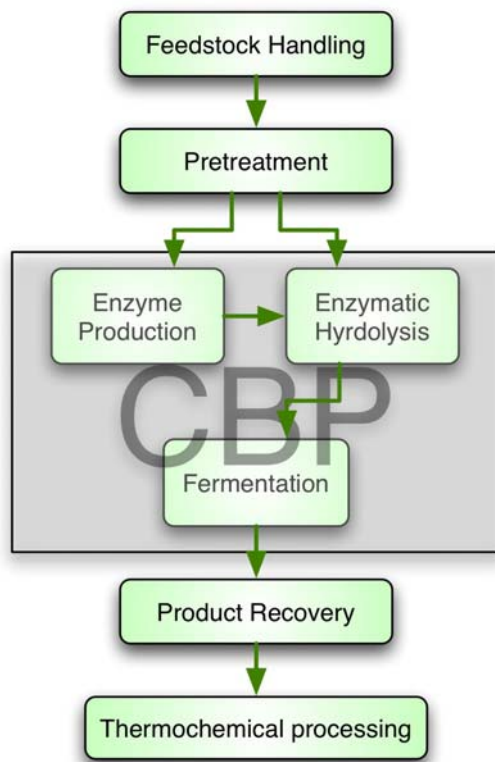 Feedstock Handling
Pretreatment
Enzyme
Production
Enzymatic
Hyrdolysis
CBP
Fermentation
Product Recovery
Thermochemical processing